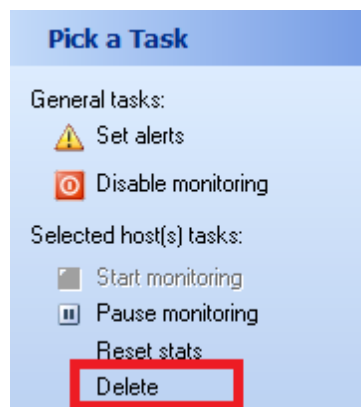 Pick a Task
General tasks:
Set alerts
Disable monitoring
Selected host(s) tasks:
Start monitoring
Pause monitoring
Reset stats
Delete